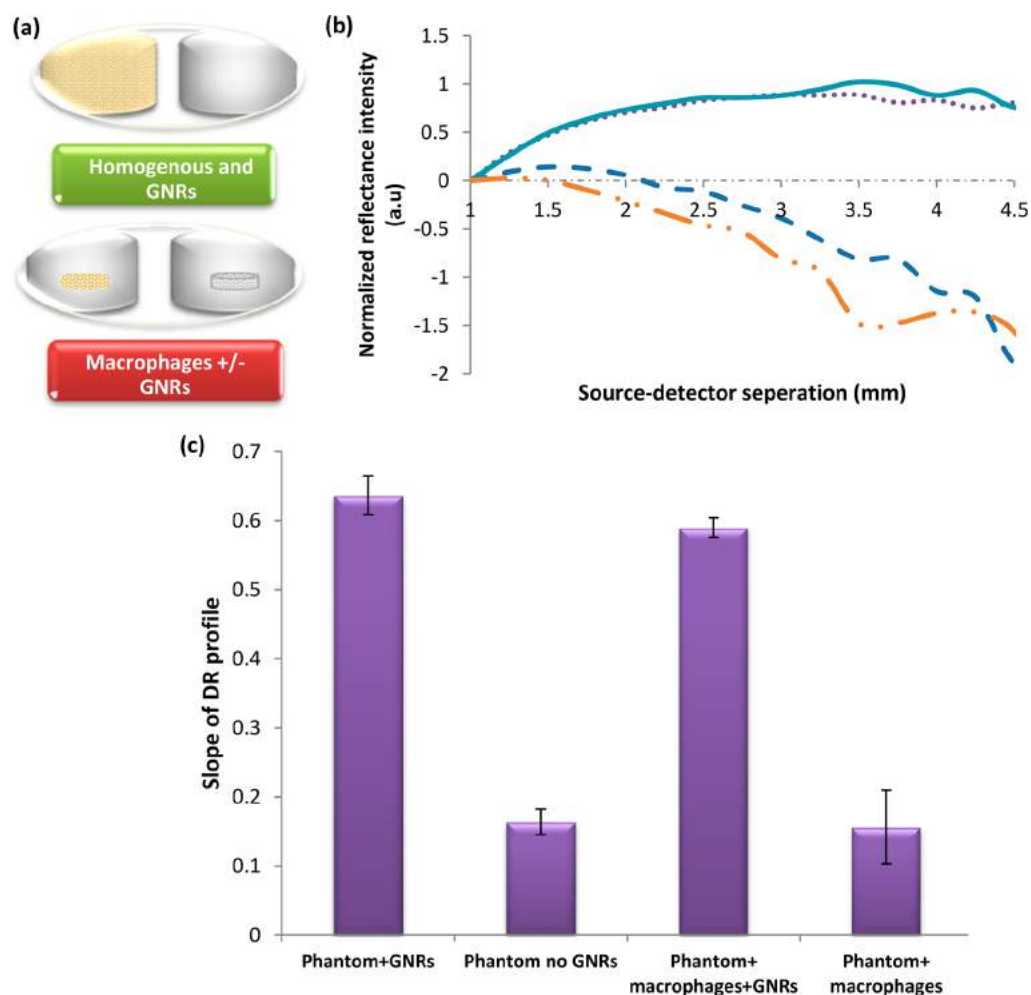 (a)
Homogenous and
GNRs
Macrophages +/-
GNRs
(b)
Normalized reflectance intensity
(a.u)
1.5
1
0.5
0
-0.5
-1
-1.5
-2
1
1.5
2
2.5
3
3.5
4
4.5
Source-detector seperation (mm)
(c)
Slope of DR profile
0.7
0.6
0.5
0.4
0.3
0.2
0.1
0
Phantom+GNRs
Phantom no GNRs
Phantom+
macrophages+GNRs
Phantom+
macrophages